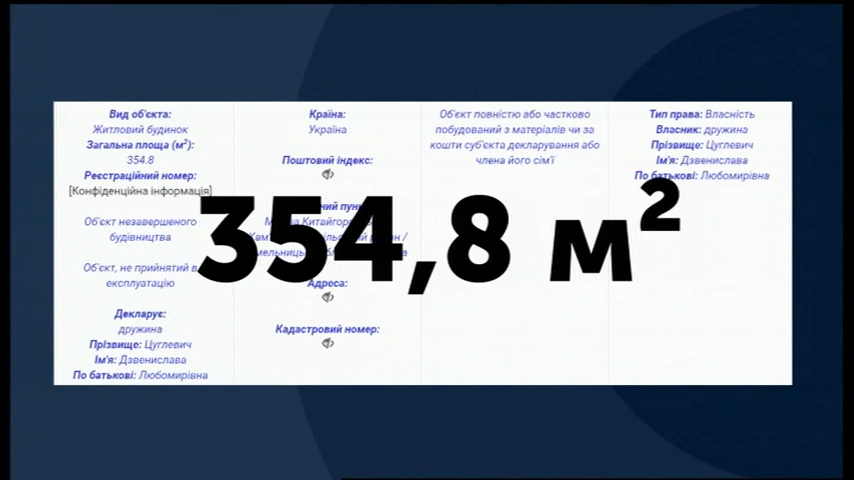 Вид об'єкта:
Житловий будинок
Загальна площа (м²):
354.8
Реєстраційний номер:
[Конфіденційна інформація]
Об'єкт незавершеного
будівництва
Об'єкт, не прийнятий в
експлуатацію
Декларує:
дружина
Прізвище: Цуглевич
Ім'я: Дзвенислава
По батькові: Любомирівна
Країна:
Україна
Поштовий індекс:
Китайгород
район /
Адреса:
Кадастровий номер:
Об'єкт повністю або частково
побудований з матеріалів чи за
кошти суб'єкта декларування або
члена його сім'ї
Тип права: Власність
Власник: дружина
Прізвище: Цуглевич
Ім'я: Дзвенислава
По батькові: Любомирівна
354,8 м²